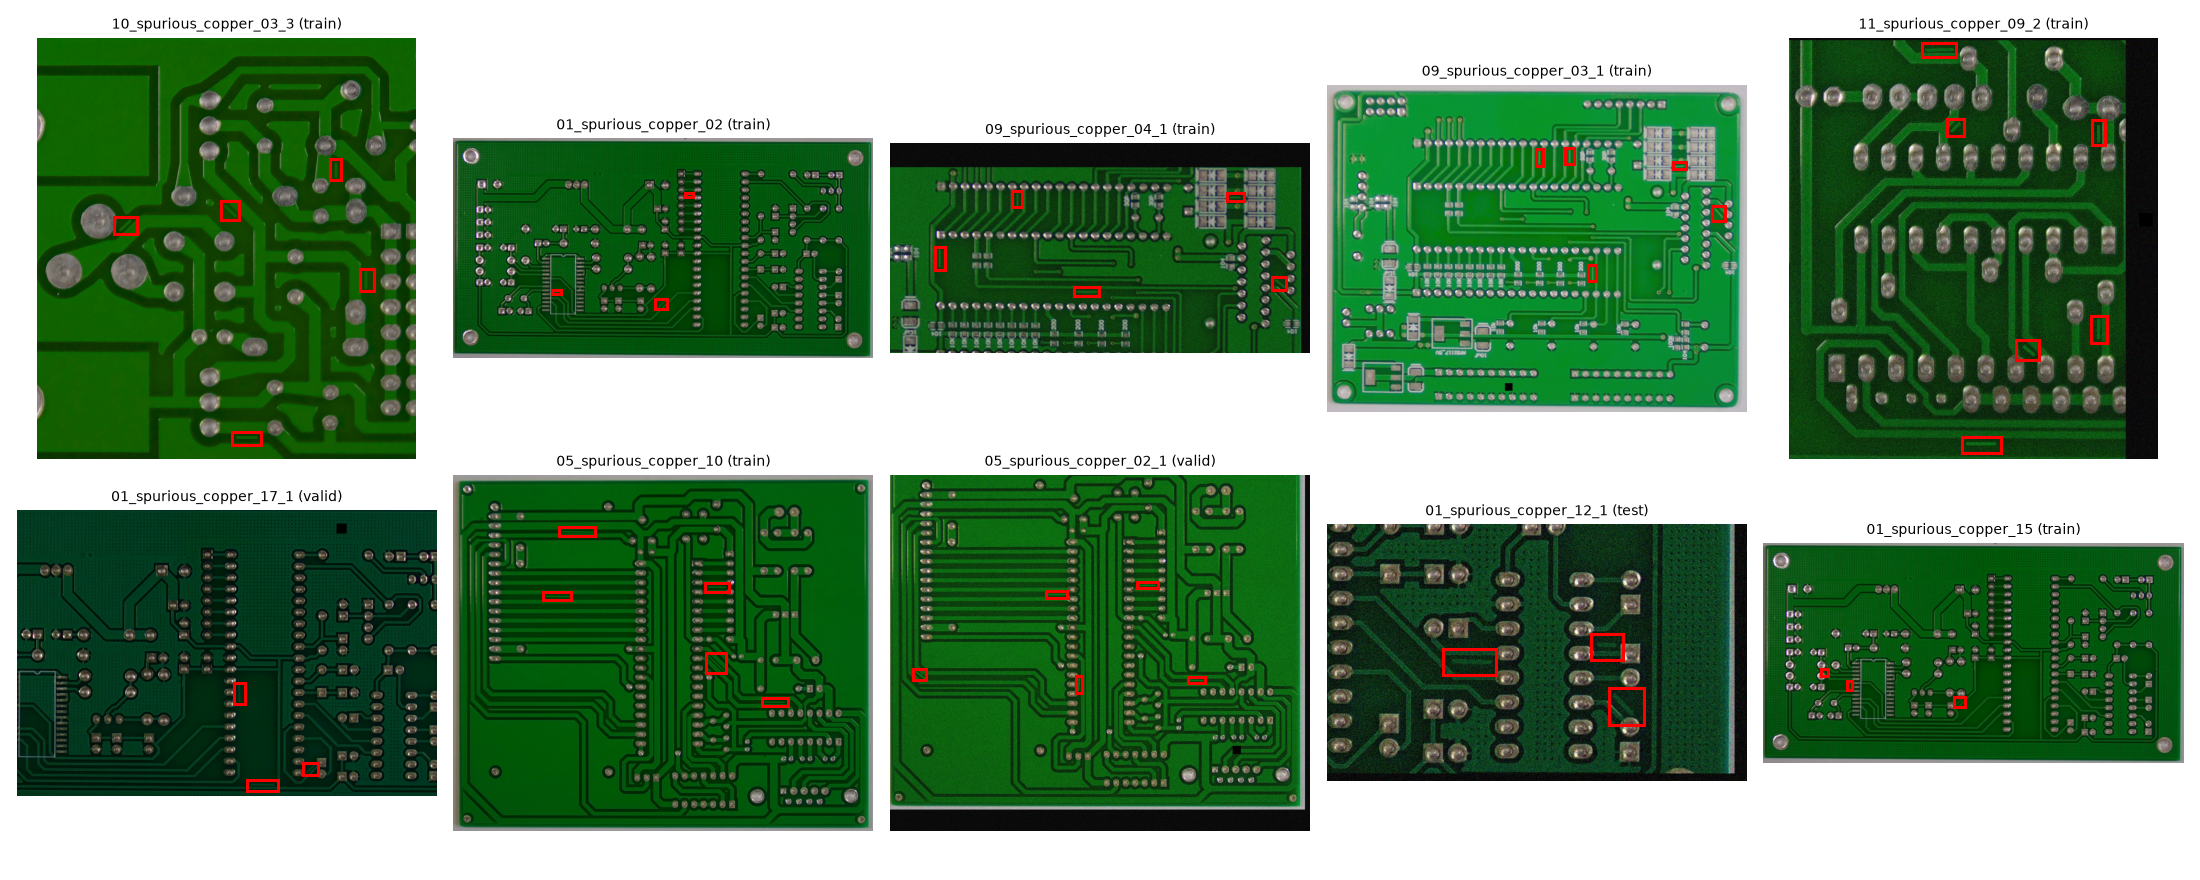 10_spurious_copper_03_3 (train)
01_spurious_copper_02 (train)
09_spurious_copper_04_1 (train)
09_spurious_copper_03_1 (train)
11_spurious_copper_09_2 (train)
01_spurious_copper_17_1 (valid)
05_spurious_copper_10 (train)
05_spurious_copper_02_1 (valid)
01_spurious_copper_12_1 (test)
01_spurious_copper_15 (train)